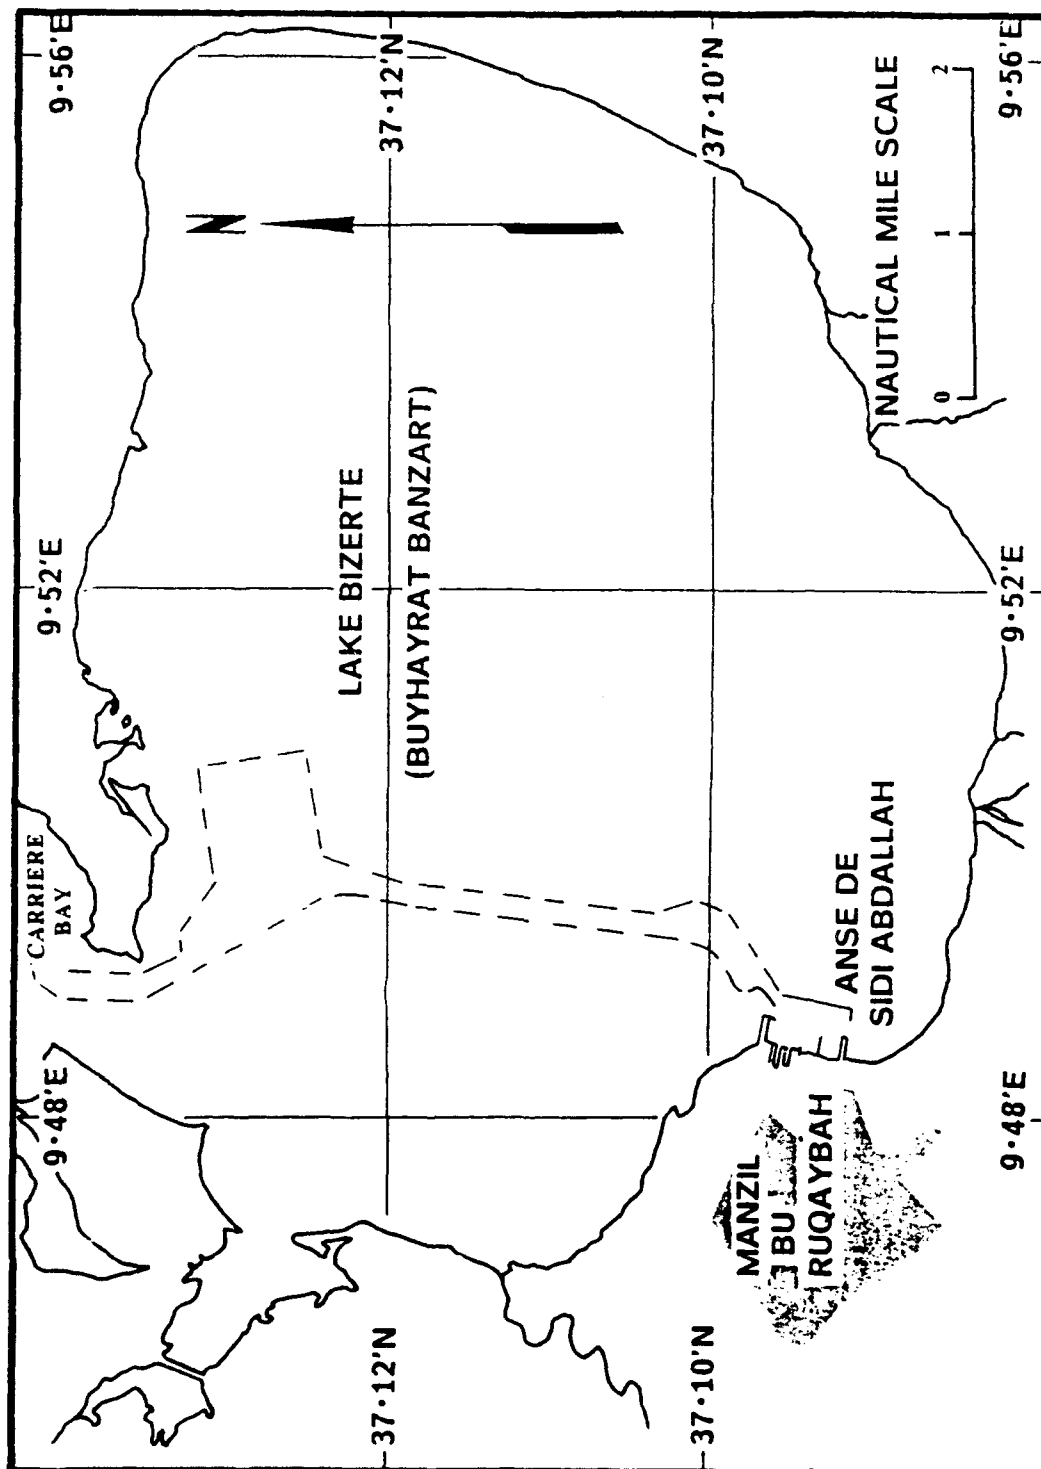 9·48'E
9·52'E
9·56'E
CARRIERE
BAY
N
LAKE BIZERTE
(BUYHAYRAT BANZART)
37·12'N
37·12'N
37·10'N
37·10'N
MANZIL
BU
RUQAYBAH
ANSE DE
SIDI ABDALLAH
NAUTICAL MILE SCALE
0 1 2
9·48'E
9·52'E
9·56'E